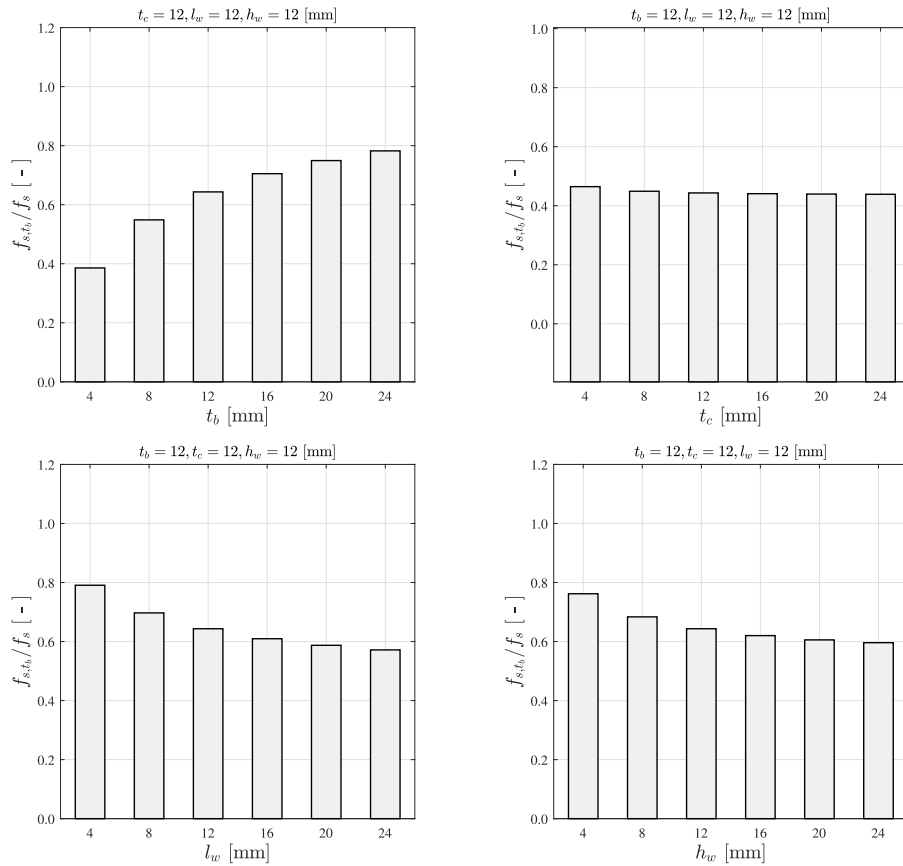 t_c = 12, l_w = 12, h_w = 12 [mm]
1.2
1.0
0.8
0.6
0.4
0.2
0.0
f_{s,t_b}/f_s [ - ]
4 8 12 16 20 24
t_b [mm]
t_b = 12, l_w = 12, h_w = 12 [mm]
1.0
0.8
0.6
0.4
0.2
0.0
f_{s,t_b}/f_s [ - ]
4 8 12 16 20 24
t_c [mm]
t_b = 12, t_c = 12, h_w = 12 [mm]
1.2
1.0
0.8
0.6
0.4
0.2
0.0
f_{s,t_b}/f_s [ - ]
4 8 12 16 20 24
l_w [mm]
t_b = 12, t_c = 12, l_w = 12 [mm]
1.2
1.0
0.8
0.6
0.4
0.2
0.0
f_{s,t_b}/f_s [ - ]
4 8 12 16 20 24
h_w [mm]